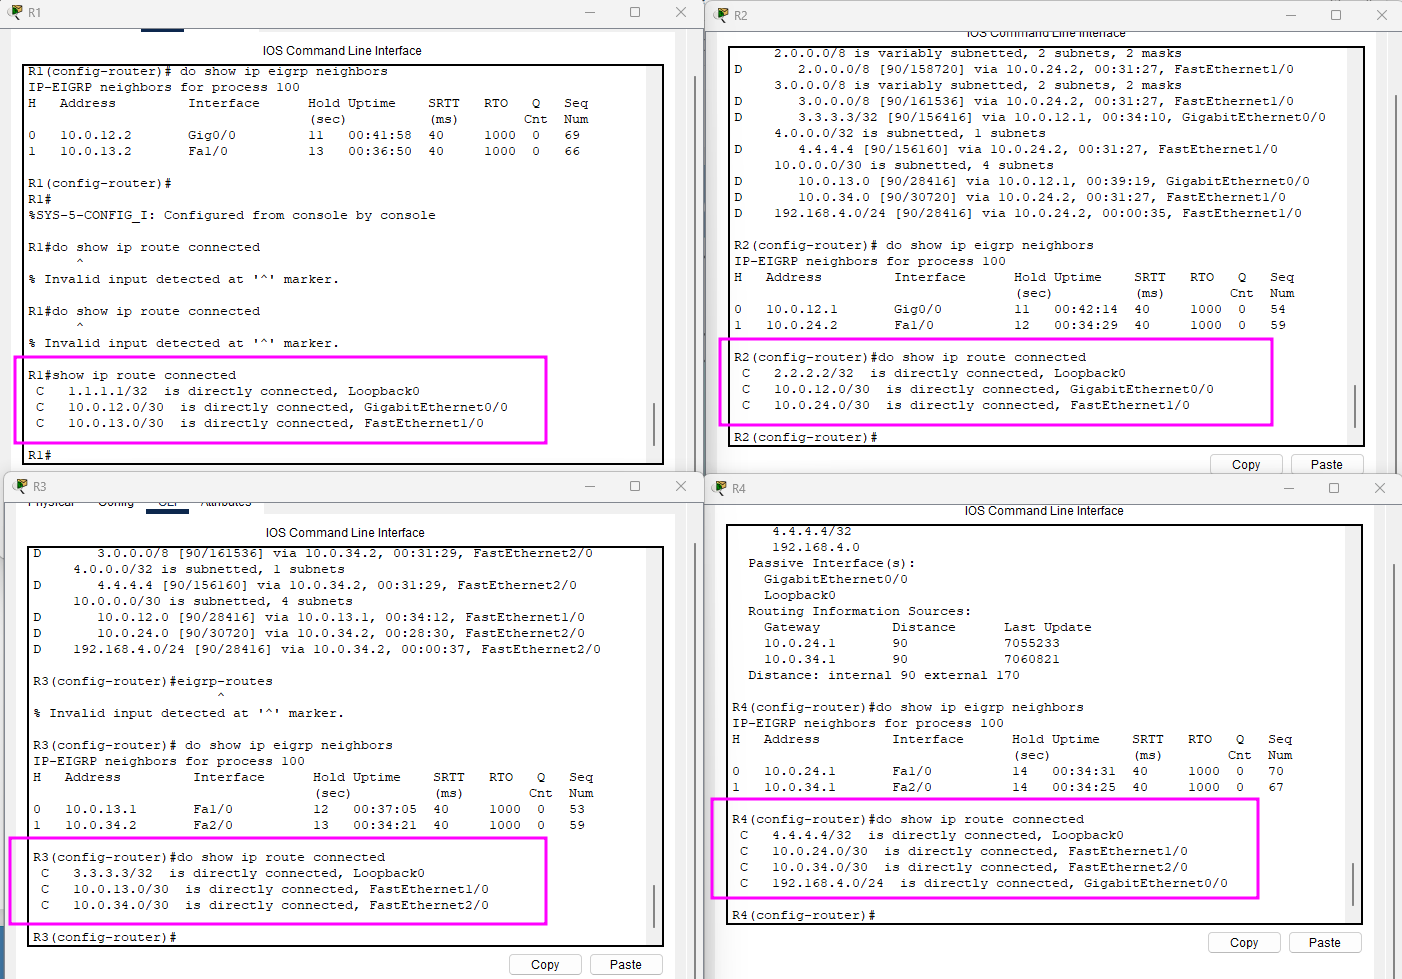 R1
IOS Command Line Interface
R1(config-router)# do show ip eigrp neighbors
IP-EIGRP neighbors for process 100
H   Address         Interface      Hold Uptime    SRTT   RTO   Q   Seq
(sec)          (ms)        Cnt  Num
0   10.0.12.2       Gig0/0         11   00:41:58  40     1000  0   69
1   10.0.13.2       Fa1/0          13   00:36:50  40     1000  0   66
R1(config-router)#
R1#
%SYS-5-CONFIG_I: Configured from console by console
R1#do show ip route connected
^
% Invalid input detected at '^' marker.
R1#do show ip route connected
^
% Invalid input detected at '^' marker.
R1#show ip route connected
C   1.1.1.1/32  is directly connected, Loopback0
C   10.0.12.0/30  is directly connected, GigabitEthernet0/0
C   10.0.13.0/30  is directly connected, FastEthernet1/0
R1#
R2
IOS Command Line Interface
2.0.0.0/8 is variably subnetted, 2 subnets, 2 masks
D       2.0.0.0/8 [90/158720] via 10.0.24.2, 00:31:27, FastEthernet1/0
3.0.0.0/8 is variably subnetted, 2 subnets, 2 masks
D       3.0.0.0/8 [90/161536] via 10.0.24.2, 00:31:27, FastEthernet1/0
D       3.3.3.3/32 [90/156416] via 10.0.12.1, 00:34:10, GigabitEthernet0/0
4.0.0.0/32 is subnetted, 1 subnets
D       4.4.4.4 [90/156160] via 10.0.24.2, 00:31:27, FastEthernet1/0
10.0.0.0/30 is subnetted, 4 subnets
D       10.0.13.0 [90/28416] via 10.0.12.1, 00:39:19, GigabitEthernet0/0
D       10.0.34.0 [90/30720] via 10.0.24.2, 00:31:27, FastEthernet1/0
D    192.168.4.0/24 [90/28416] via 10.0.24.2, 00:00:35, FastEthernet1/0
R2(config-router)# do show ip eigrp neighbors
IP-EIGRP neighbors for process 100
H   Address         Interface      Hold Uptime    SRTT   RTO   Q   Seq
(sec)          (ms)        Cnt  Num
0   10.0.12.1       Gig0/0         11   00:42:14  40     1000  0   54
1   10.0.24.2       Fa1/0          12   00:34:29  40     1000  0   59
R2(config-router)#do show ip route connected
C   2.2.2.2/32  is directly connected, Loopback0
C   10.0.12.0/30  is directly connected, GigabitEthernet0/0
C   10.0.24.0/30  is directly connected, FastEthernet1/0
R2(config-router)#
Copy Paste
R3
Physical Config CLI Attributes
IOS Command Line Interface
D       3.0.0.0/8 [90/161536] via 10.0.34.2, 00:31:29, FastEthernet2/0
4.0.0.0/32 is subnetted, 1 subnets
D       4.4.4.4 [90/156160] via 10.0.34.2, 00:31:29, FastEthernet2/0
10.0.0.0/30 is subnetted, 4 subnets
D       10.0.12.0 [90/28416] via 10.0.13.1, 00:34:12, FastEthernet1/0
D       10.0.24.0 [90/30720] via 10.0.34.2, 00:28:30, FastEthernet2/0
D    192.168.4.0/24 [90/28416] via 10.0.34.2, 00:00:37, FastEthernet2/0
R3(config-router)#eigrp-routes
^
% Invalid input detected at '^' marker.
R3(config-router)# do show ip eigrp neighbors
IP-EIGRP neighbors for process 100
H   Address         Interface      Hold Uptime    SRTT   RTO   Q   Seq
(sec)          (ms)        Cnt  Num
0   10.0.13.1       Fa1/0          12   00:37:05  40     1000  0   53
1   10.0.34.2       Fa2/0          13   00:34:21  40     1000  0   59
R3(config-router)#do show ip route connected
C   3.3.3.3/32  is directly connected, Loopback0
C   10.0.13.0/30  is directly connected, FastEthernet1/0
C   10.0.34.0/30  is directly connected, FastEthernet2/0
R3(config-router)#
Copy Paste
R4
IOS Command Line Interface
4.4.4.4/32
192.168.4.0
Passive Interface(s):
GigabitEthernet0/0
Loopback0
Routing Information Sources:
Gateway         Distance      Last Update
10.0.24.1       90            7055233
10.0.34.1       90            7060821
Distance: internal 90 external 170
R4(config-router)#do show ip eigrp neighbors
IP-EIGRP neighbors for process 100
H   Address         Interface      Hold Uptime    SRTT   RTO   Q   Seq
(sec)          (ms)        Cnt  Num
0   10.0.24.1       Fa1/0          14   00:34:31  40     1000  0   70
1   10.0.34.1       Fa2/0          14   00:34:25  40     1000  0   67
R4(config-router)#do show ip route connected
C   4.4.4.4/32  is directly connected, Loopback0
C   10.0.24.0/30  is directly connected, FastEthernet1/0
C   10.0.34.0/30  is directly connected, FastEthernet2/0
C   192.168.4.0/24  is directly connected, GigabitEthernet0/0
R4(config-router)#
Copy Paste